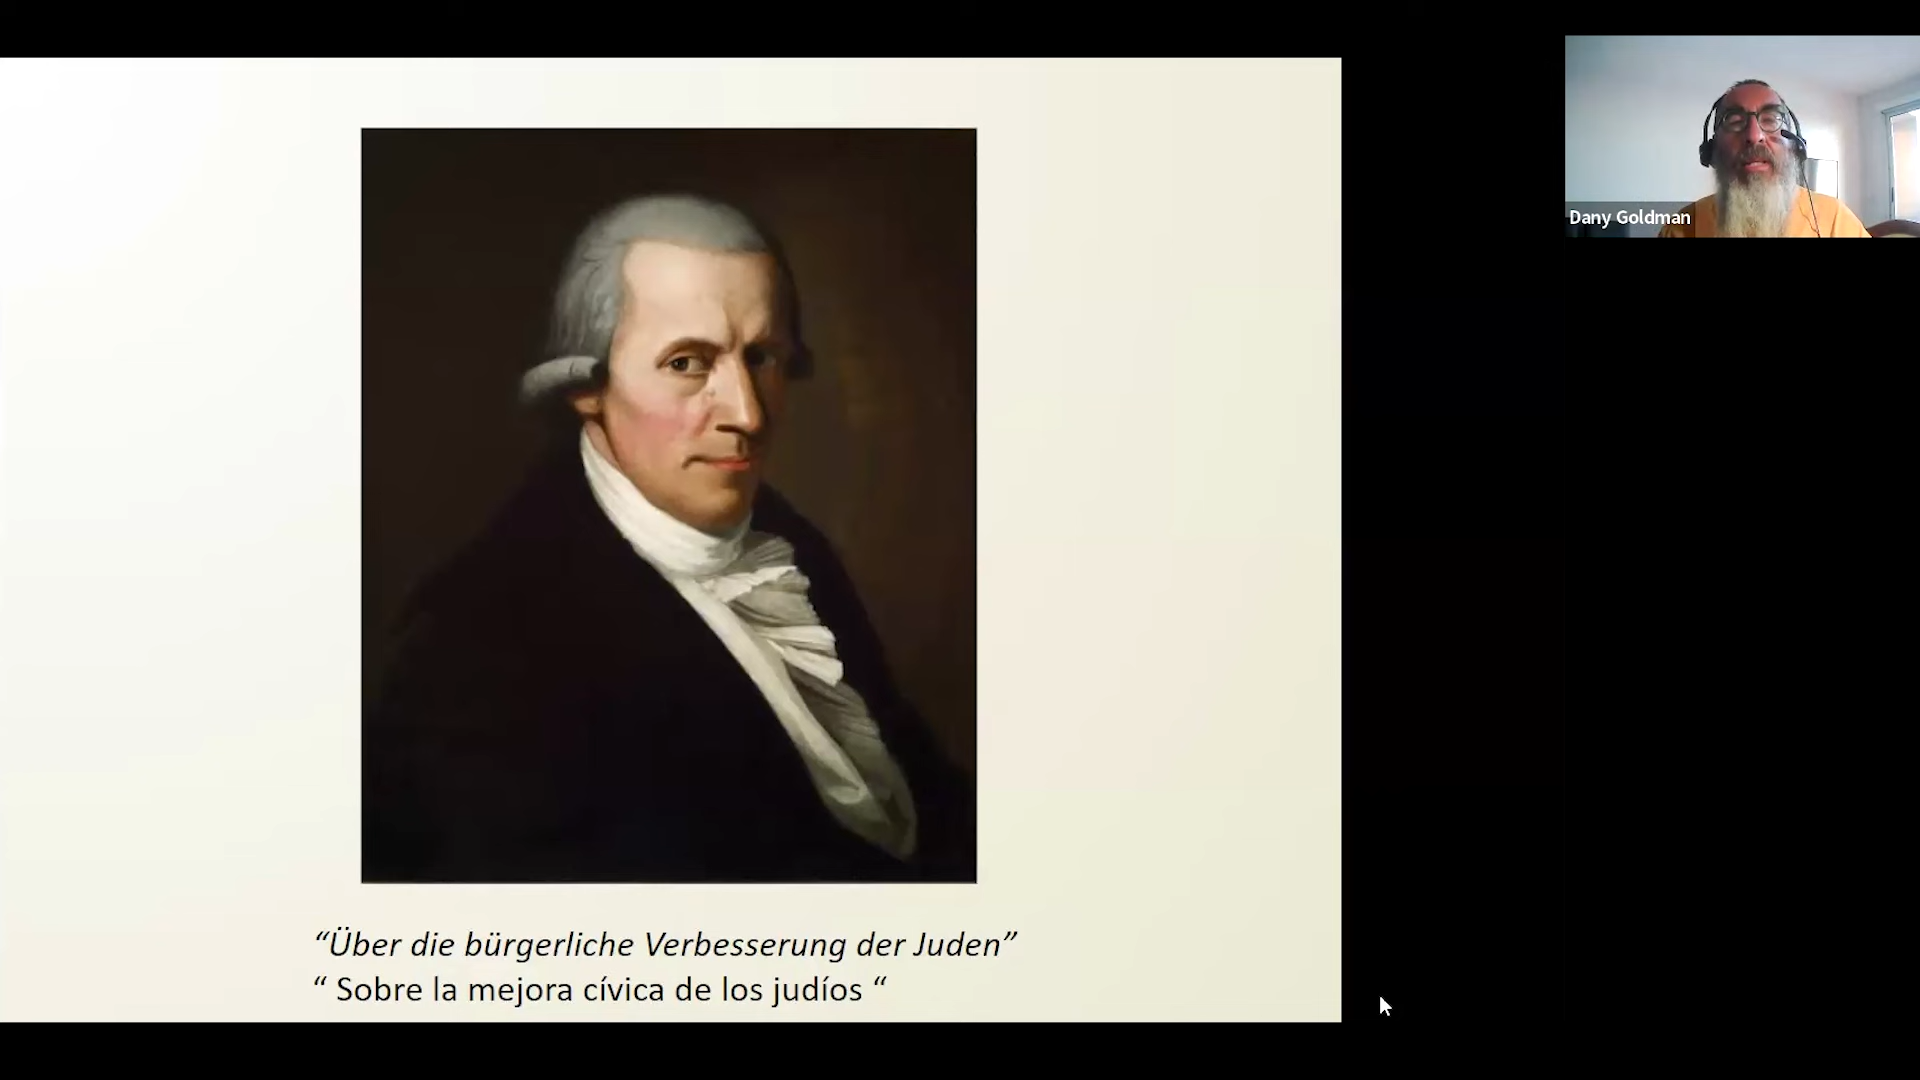 “Über die bürgerliche Verbesserung der Juden”
“ Sobre la mejora cívica de los judíos “
Dany Goldman